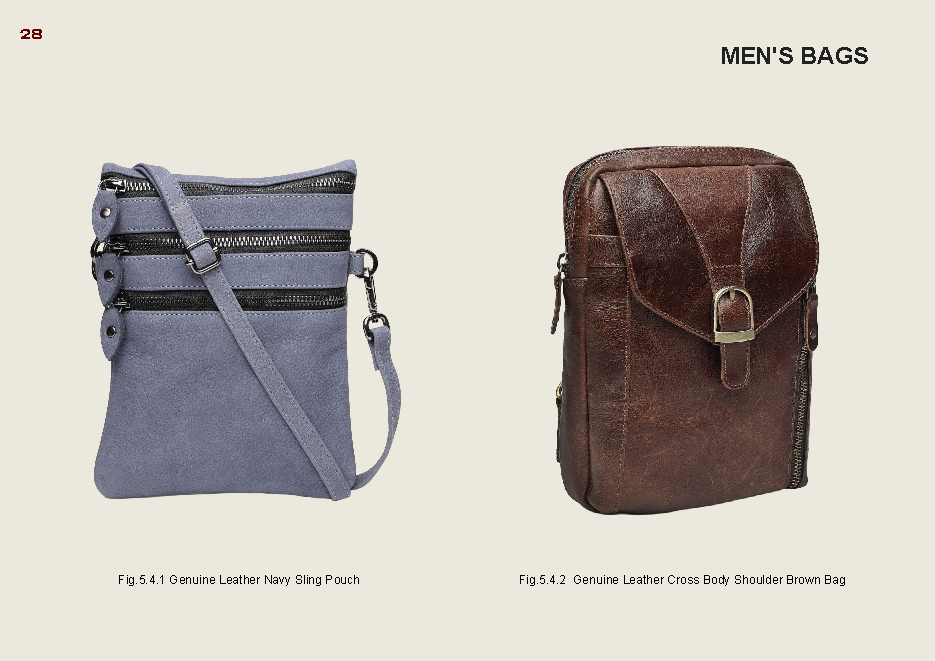 28
MEN'S BAGS
Fig.5.4.1 Genuine Leather Navy Sling Pouch
Fig.5.4.2  Genuine Leather Cross Body Shoulder Brown Bag